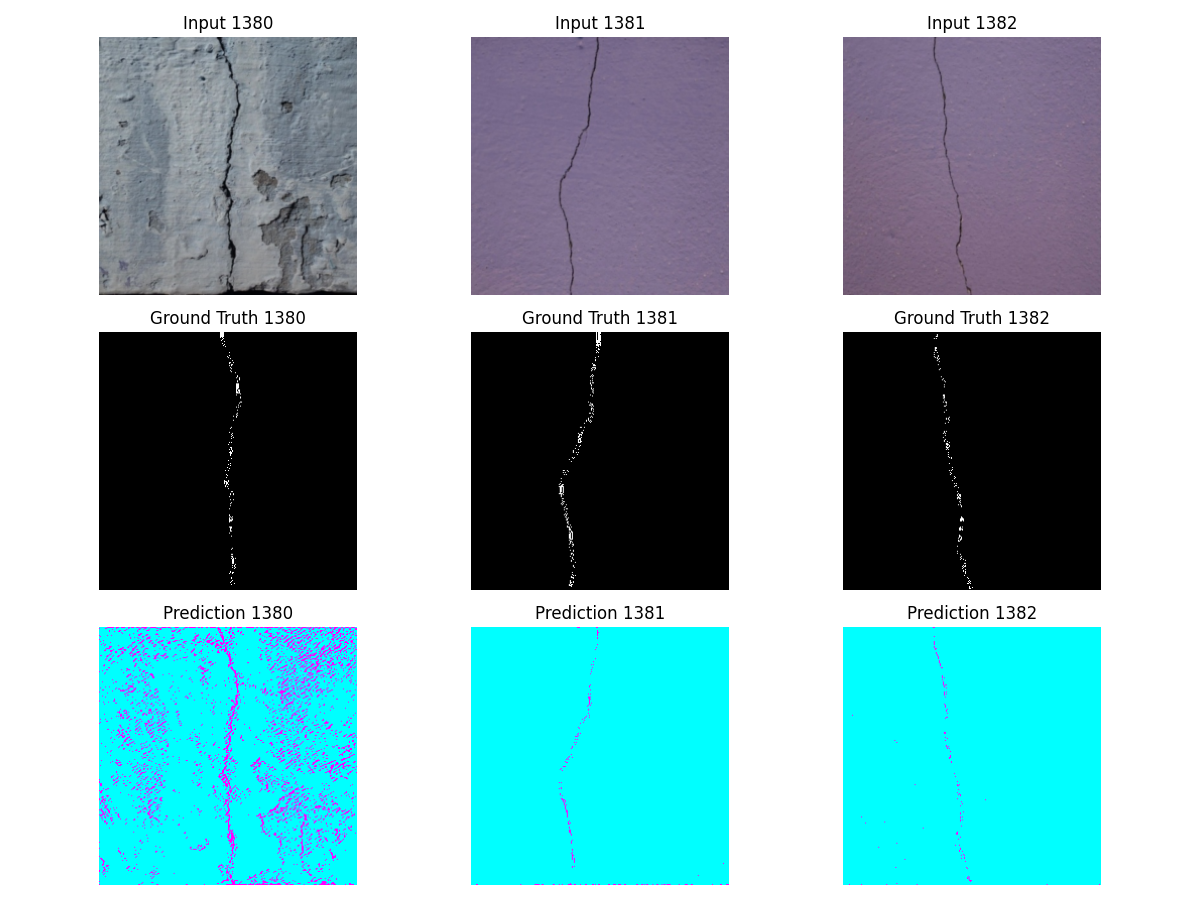 Input 1380
Input 1381
Input 1382
Ground Truth 1380
Ground Truth 1381
Ground Truth 1382
Prediction 1380
Prediction 1381
Prediction 1382